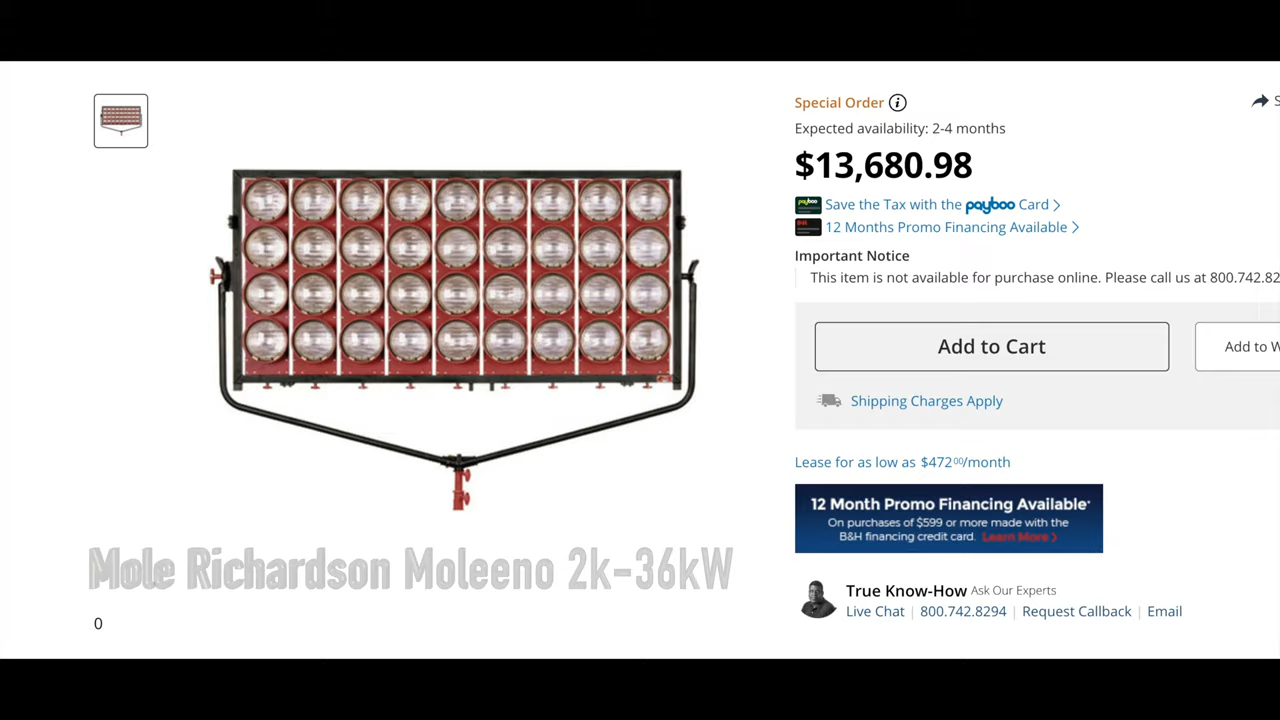 Special Order
S
Expected availability: 2-4 months
$13,680.98
Save the Tax with the payboo Card >
12 Months Promo Financing Available >
Important Notice
This item is not available for purchase online. Please call us at 800.742.82
Add to Cart
Add to W
Shipping Charges Apply
Lease for as low as $472⁰⁰/month
12 Month Promo Financing Available*
On purchases of $599 or more made with the
B&H financing credit card. Learn More >
Mole Richardson Moleeno 2k-36kW
True Know-How Ask Our Experts
Live Chat | 800.742.8294 | Request Callback | Email
0